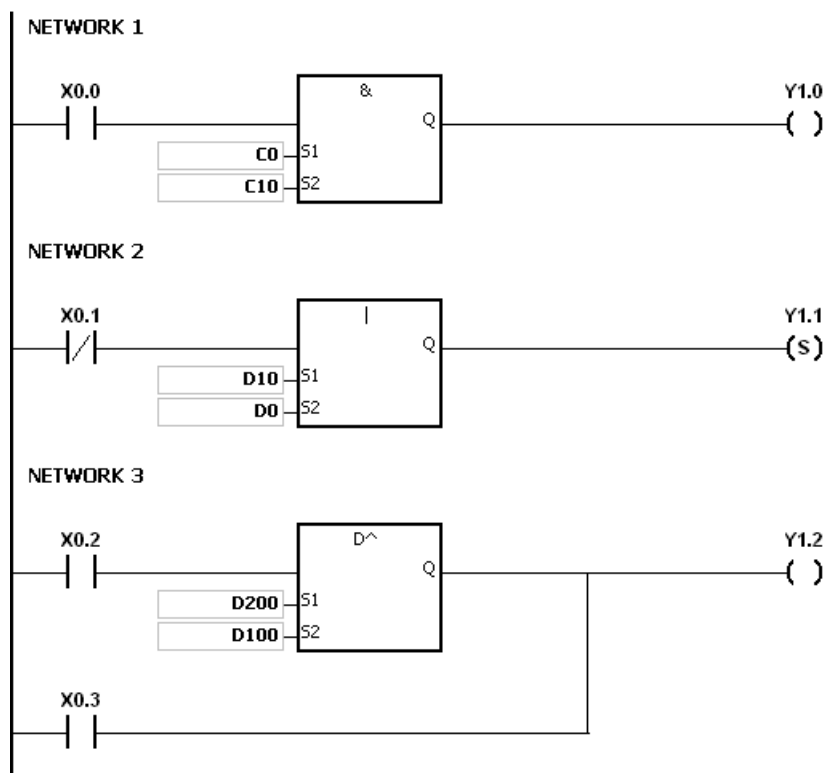 NETWORK 1
X0.0
&
Y1.0
Q
C0 S1
C10 S2
NETWORK 2
X0.1
|
Y1.1
Q
(S)
D10 S1
D0 S2
NETWORK 3
X0.2
D^
Y1.2
Q
D200 S1
D100 S2
X0.3